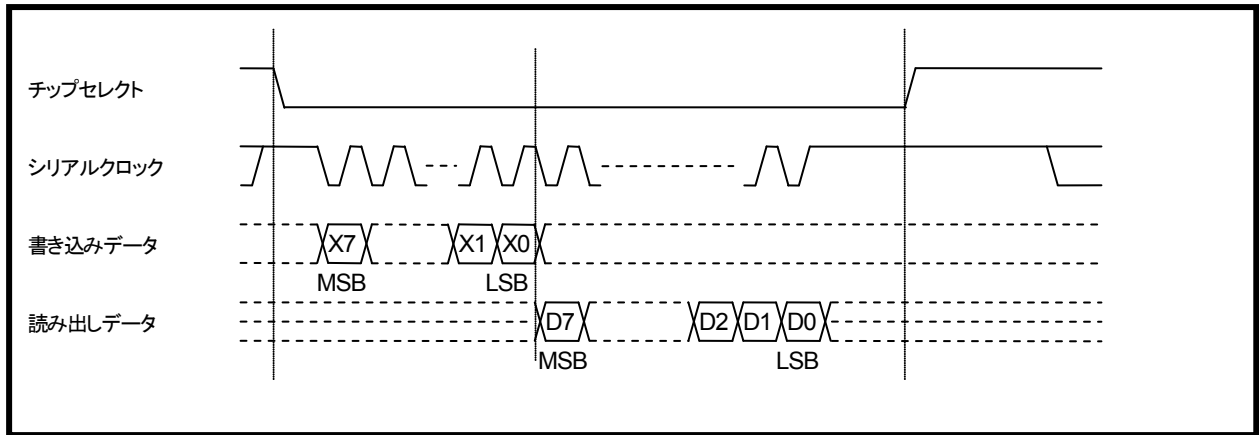 チップセレクト
シリアルクロック
書き込みデータ
X7 X1 X0
MSB LSB
読み出しデータ
D7 D2 D1 D0
MSB LSB